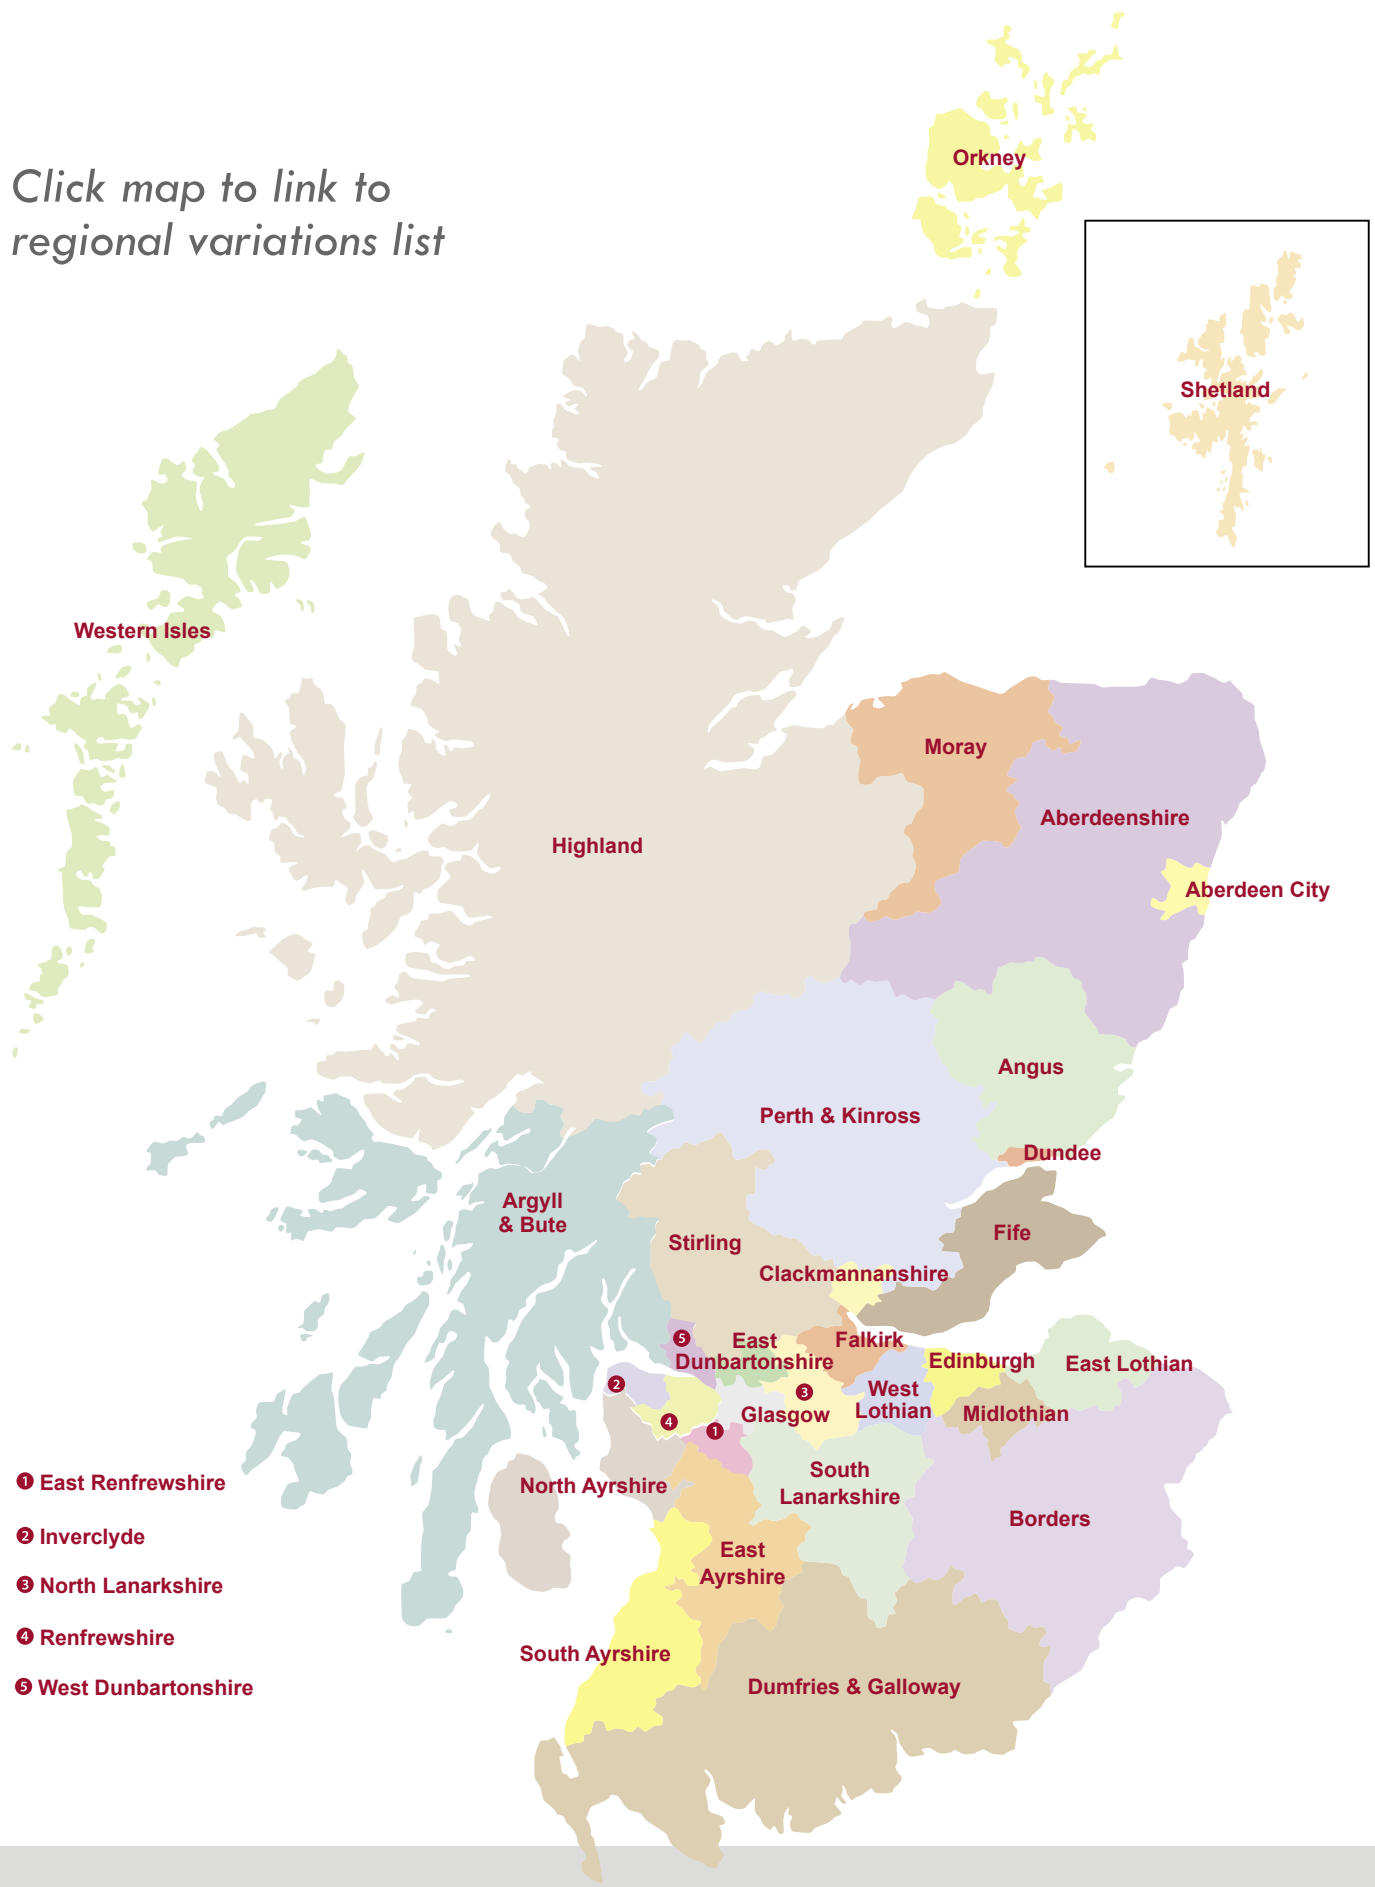 Click map to link to
regional variations list
Orkney
Shetland
Western Isles
Moray
Aberdeenshire
Highland
Aberdeen City
Angus
Perth & Kinross
Dundee
Argyll
& Bute
Fife
Stirling
Clackmannanshire
5
East
Dunbartonshire
Falkirk
Edinburgh
East Lothian
2
3
West
Lothian
4
Glasgow
Midlothian
1
1 East Renfrewshire
North Ayrshire
South
Lanarkshire
Borders
2 Inverclyde
East
Ayrshire
3 North Lanarkshire
4 Renfrewshire
South Ayrshire
5 West Dunbartonshire
Dumfries & Galloway